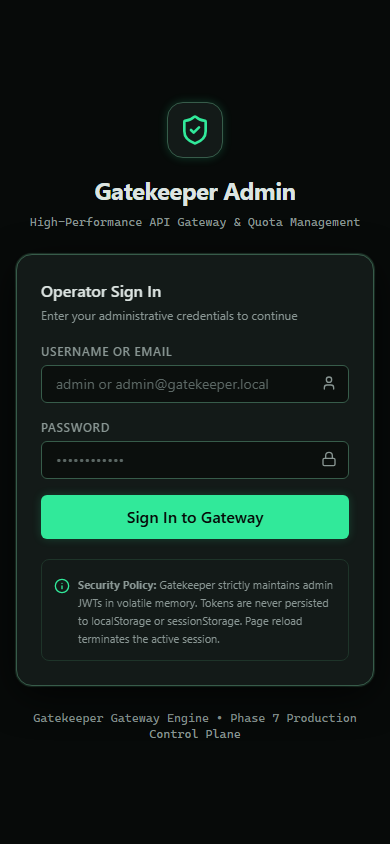 Gatekeeper Admin
High-Performance API Gateway & Quota Management
Operator Sign In
Enter your administrative credentials to continue
USERNAME OR EMAIL
admin or admin@gatekeeper.local
PASSWORD
••••••••••••
Sign In to Gateway
Security Policy: Gatekeeper strictly maintains admin
JWTs in volatile memory. Tokens are never persisted
to localStorage or sessionStorage. Page reload
terminates the active session.
Gatekeeper Gateway Engine • Phase 7 Production
Control Plane